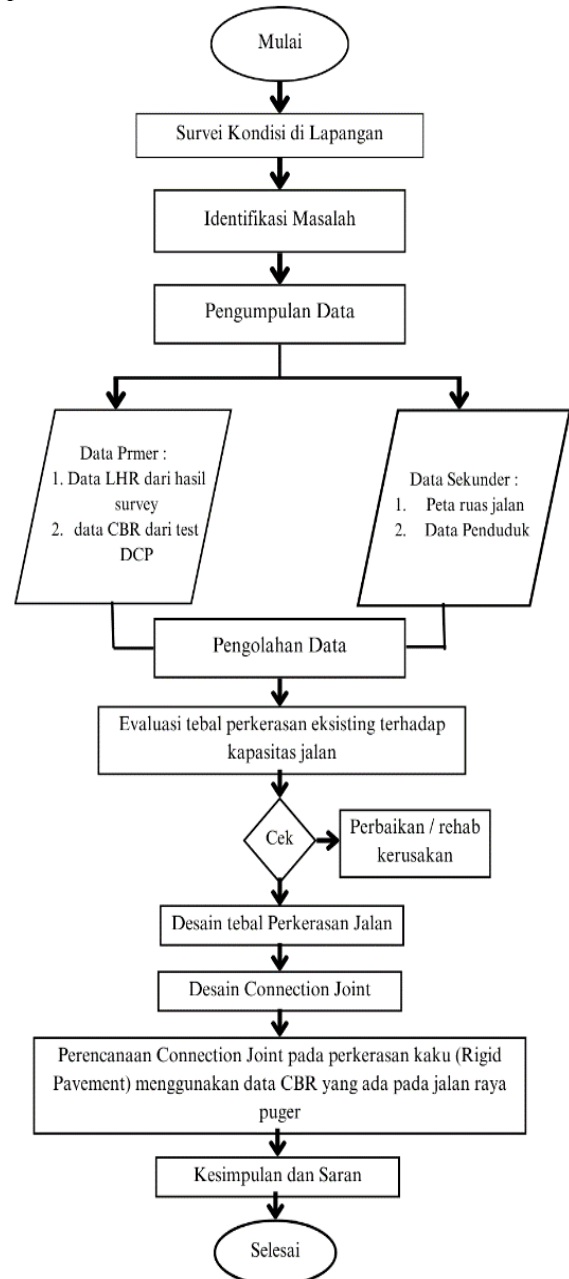 Mulai
Survei Kondisi di Lapangan
Identifikasi Masalah
Pengumpulan Data
Data Prmer :
1. Data LHR dari hasil
survey
2. data CBR dari test
DCP
Data Sekunder :
1. Peta ruas jalan
2. Data Penduduk
Pengolahan Data
Evaluasi tebal perkerasan eksisting terhadap
kapasitas jalan
Cek
Perbaikan / rehab
kerusakan
Desain tebal Perkerasan Jalan
Desain Connection Joint
Perencanaan Connection Joint pada perkerasan kaku (Rigid
Pavement) menggunakan data CBR yang ada pada jalan raya
puger
Kesimpulan dan Saran
Selesai